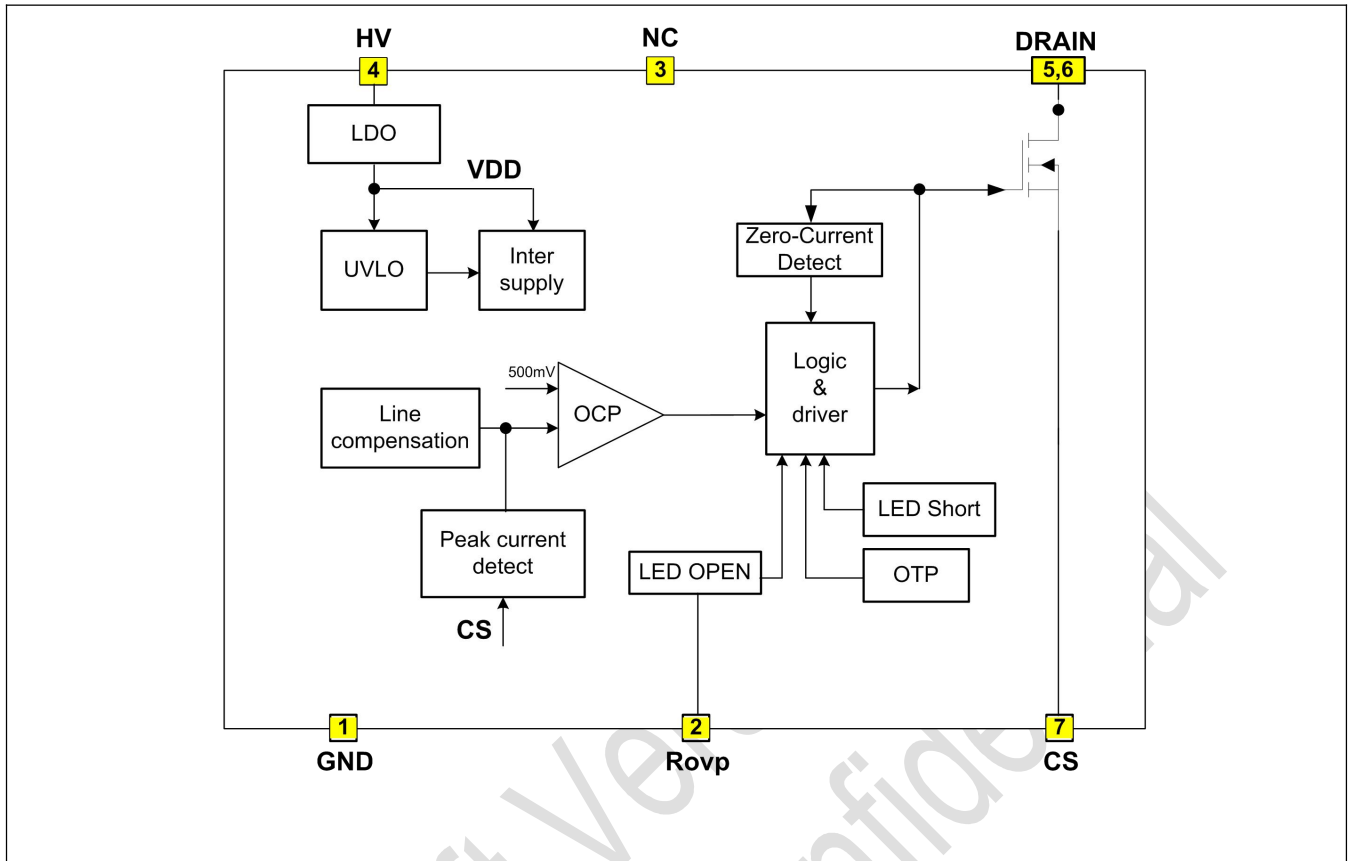 HV
NC
DRAIN
4
3
5,6
LDO
VDD
UVLO
Inter
supply
Zero-Current
Detect
500mV
OCP
Line
compensation
Logic
&
driver
Peak current
detect
CS
LED Short
LED OPEN
OTP
1
2
7
GND
Rovp
CS